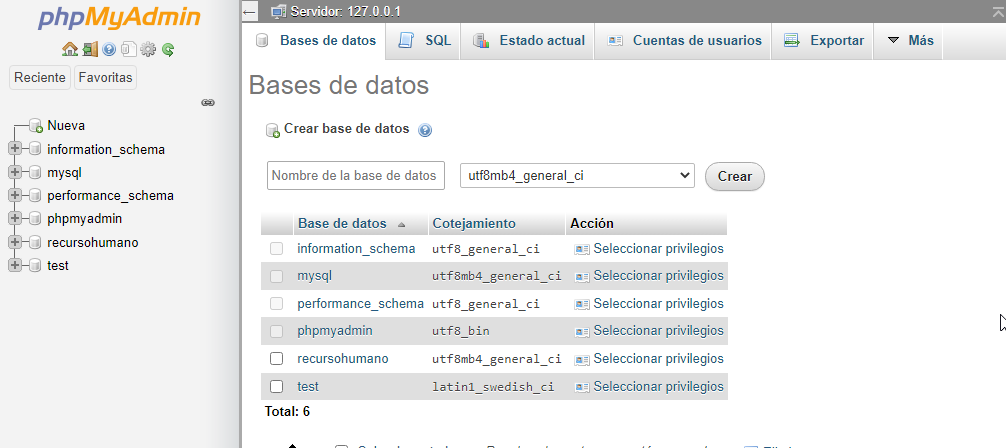 phpMyAdmin
Reciente Favoritas
Nueva
information_schema
mysql
performance_schema
phpmyadmin
recursohumano
test
Servidor: 127.0.0.1
Bases de datos SQL Estado actual Cuentas de usuarios Exportar Más
Bases de datos
Crear base de datos
Nombre de la base de datos utf8mb4_general_ci Crear
Base de datos Cotejamiento Acción
information_schema utf8_general_ci Seleccionar privilegios
mysql utf8mb4_general_ci Seleccionar privilegios
performance_schema utf8_general_ci Seleccionar privilegios
phpmyadmin utf8_bin Seleccionar privilegios
recursohumano utf8mb4_general_ci Seleccionar privilegios
test latin1_swedish_ci Seleccionar privilegios
Total: 6